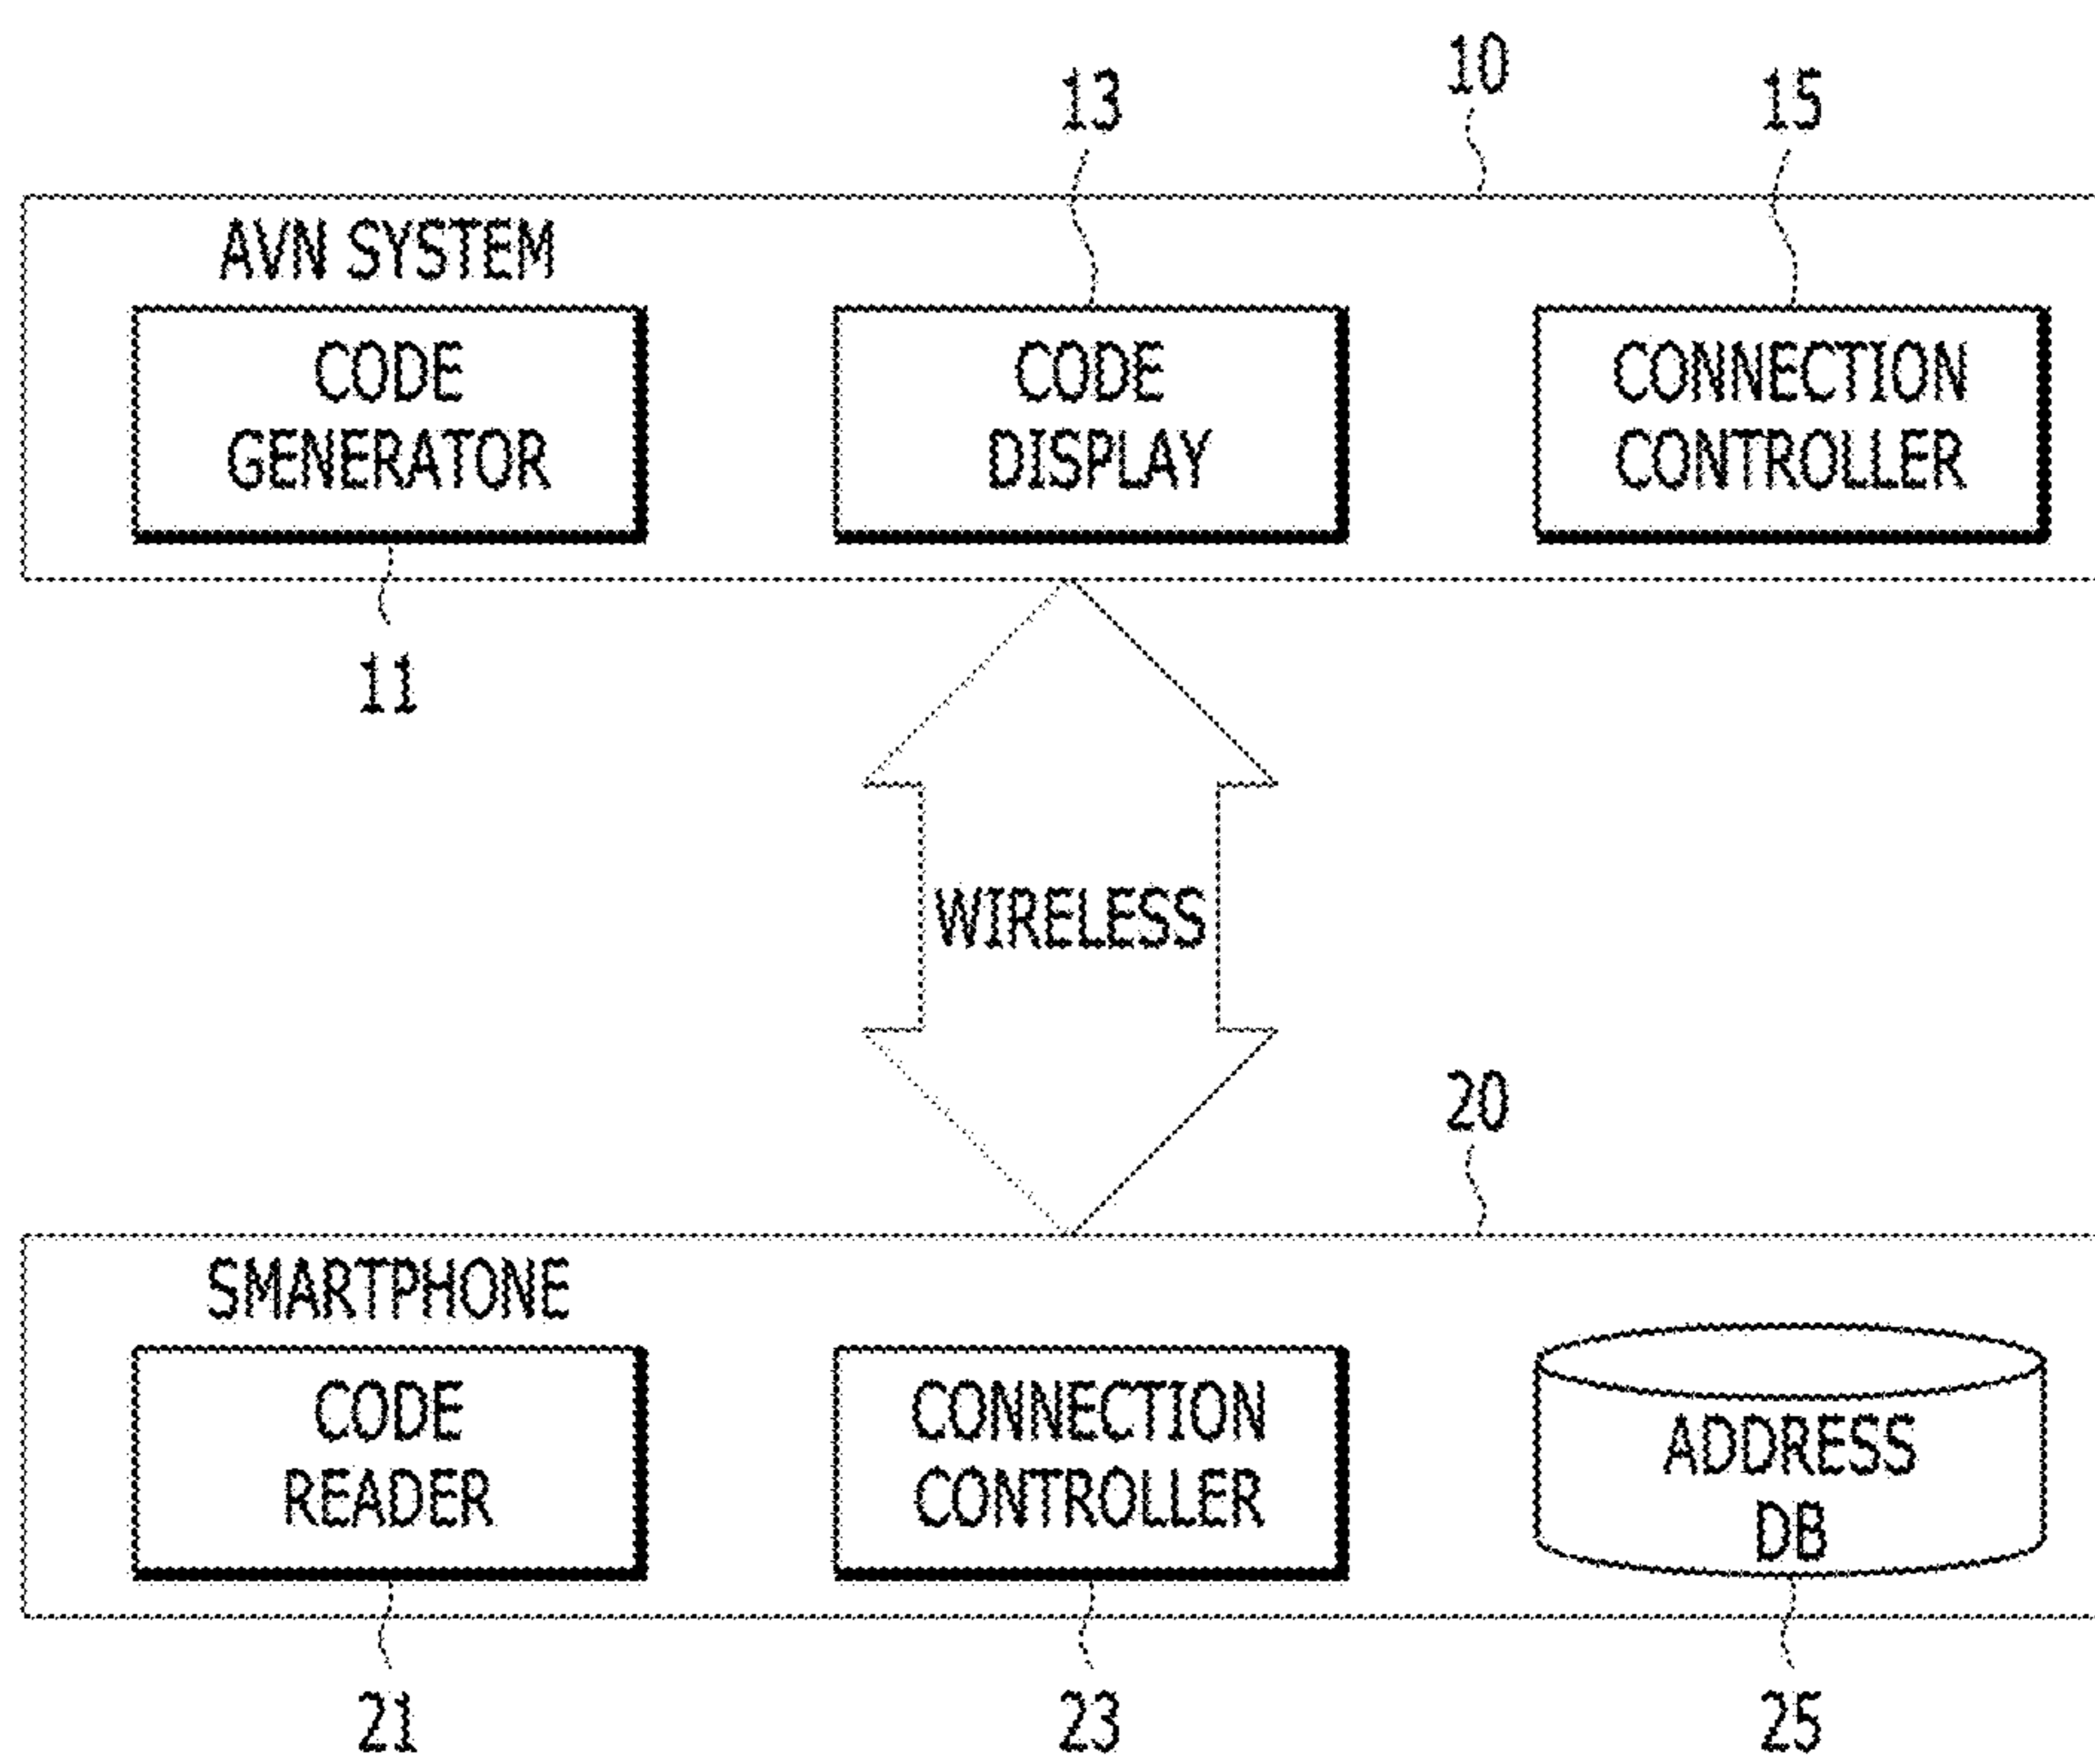 10
13
15
AVN SYSTEM
CODE
GENERATOR
CODE
DISPLAY
CONNECTION
CONTROLLER
11
WIRELESS
20
SMARTPHONE
CODE
READER
CONNECTION
CONTROLLER
ADDRESS
DB
21
23
25